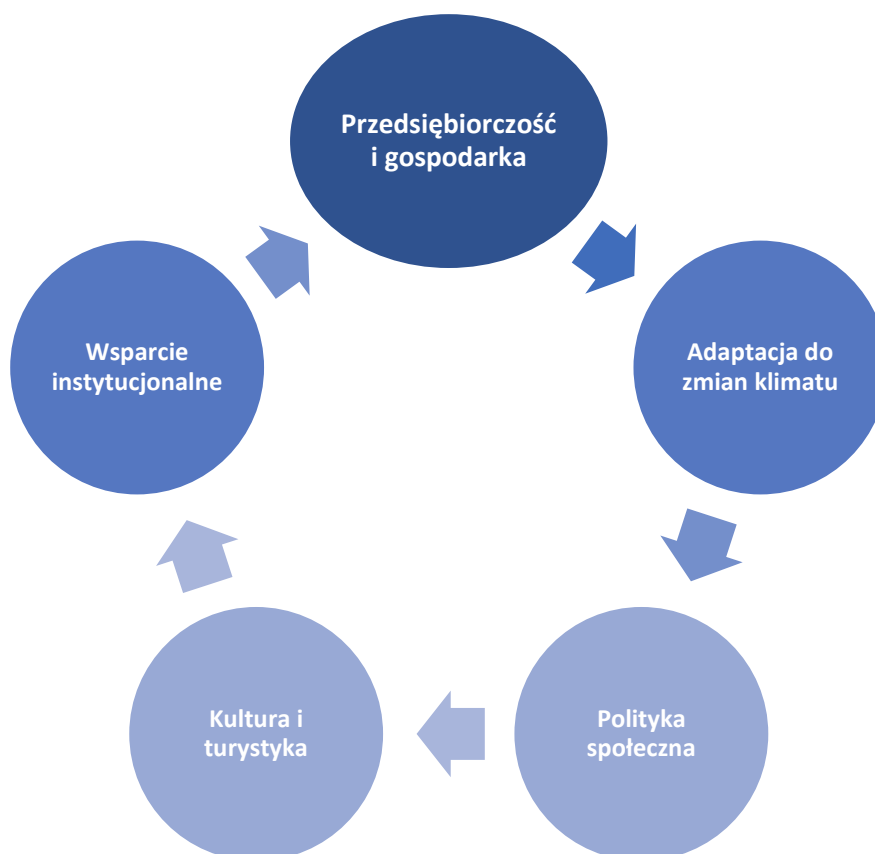 Przedsiębiorczość
i gospodarka
Adaptacja do
zmian klimatu
Polityka
społeczna
Kultura i
turystyka
Wsparcie
instytucjonalne